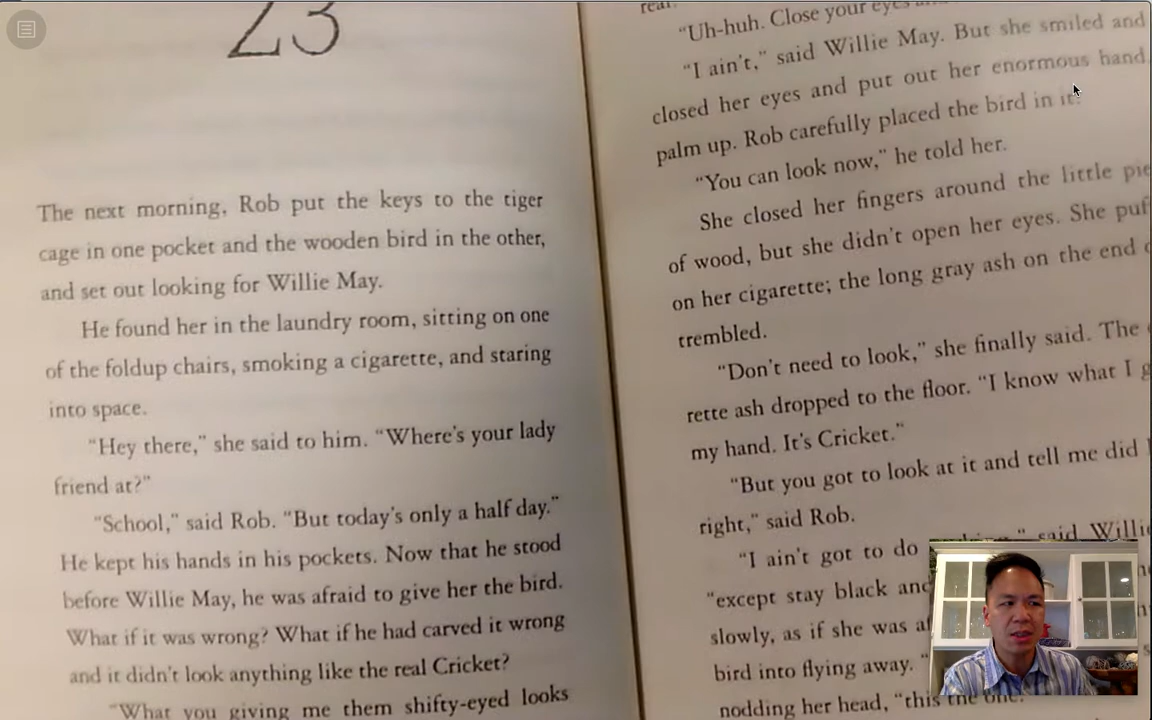 23
The next morning, Rob put the keys to the tiger
cage in one pocket and the wooden bird in the other,
and set out looking for Willie May.
He found her in the laundry room, sitting on one
of the foldup chairs, smoking a cigarette, and staring
into space.
"Hey there," she said to him. "Where's your lady
friend at?"
"School," said Rob. "But today's only a half day."
He kept his hands in his pockets. Now that he stood
before Willie May, he was afraid to give her the bird.
What if it was wrong? What if he had carved it wrong
and it didn't look anything like the real Cricket?
"What you giving me them shifty-eyed looks
real.
"Uh-huh. Close your eyes
"I ain't," said Willie May. But she smiled and
closed her eyes and put out her enormous hand
palm up. Rob carefully placed the bird in it.
"You can look now," he told her.
She closed her fingers around the little pie
of wood, but she didn't open her eyes. She puf
on her cigarette; the long gray ash on the end
trembled.
"Don't need to look," she finally said. The
rette ash dropped to the floor. "I know what I g
my hand. It's Cricket."
"But you got to look at it and tell me did I
right," said Rob.
"I ain't got to do " said Willie
"except stay black and
slowly, as if she was af
bird into flying away. "
nodding her head, "this the one."